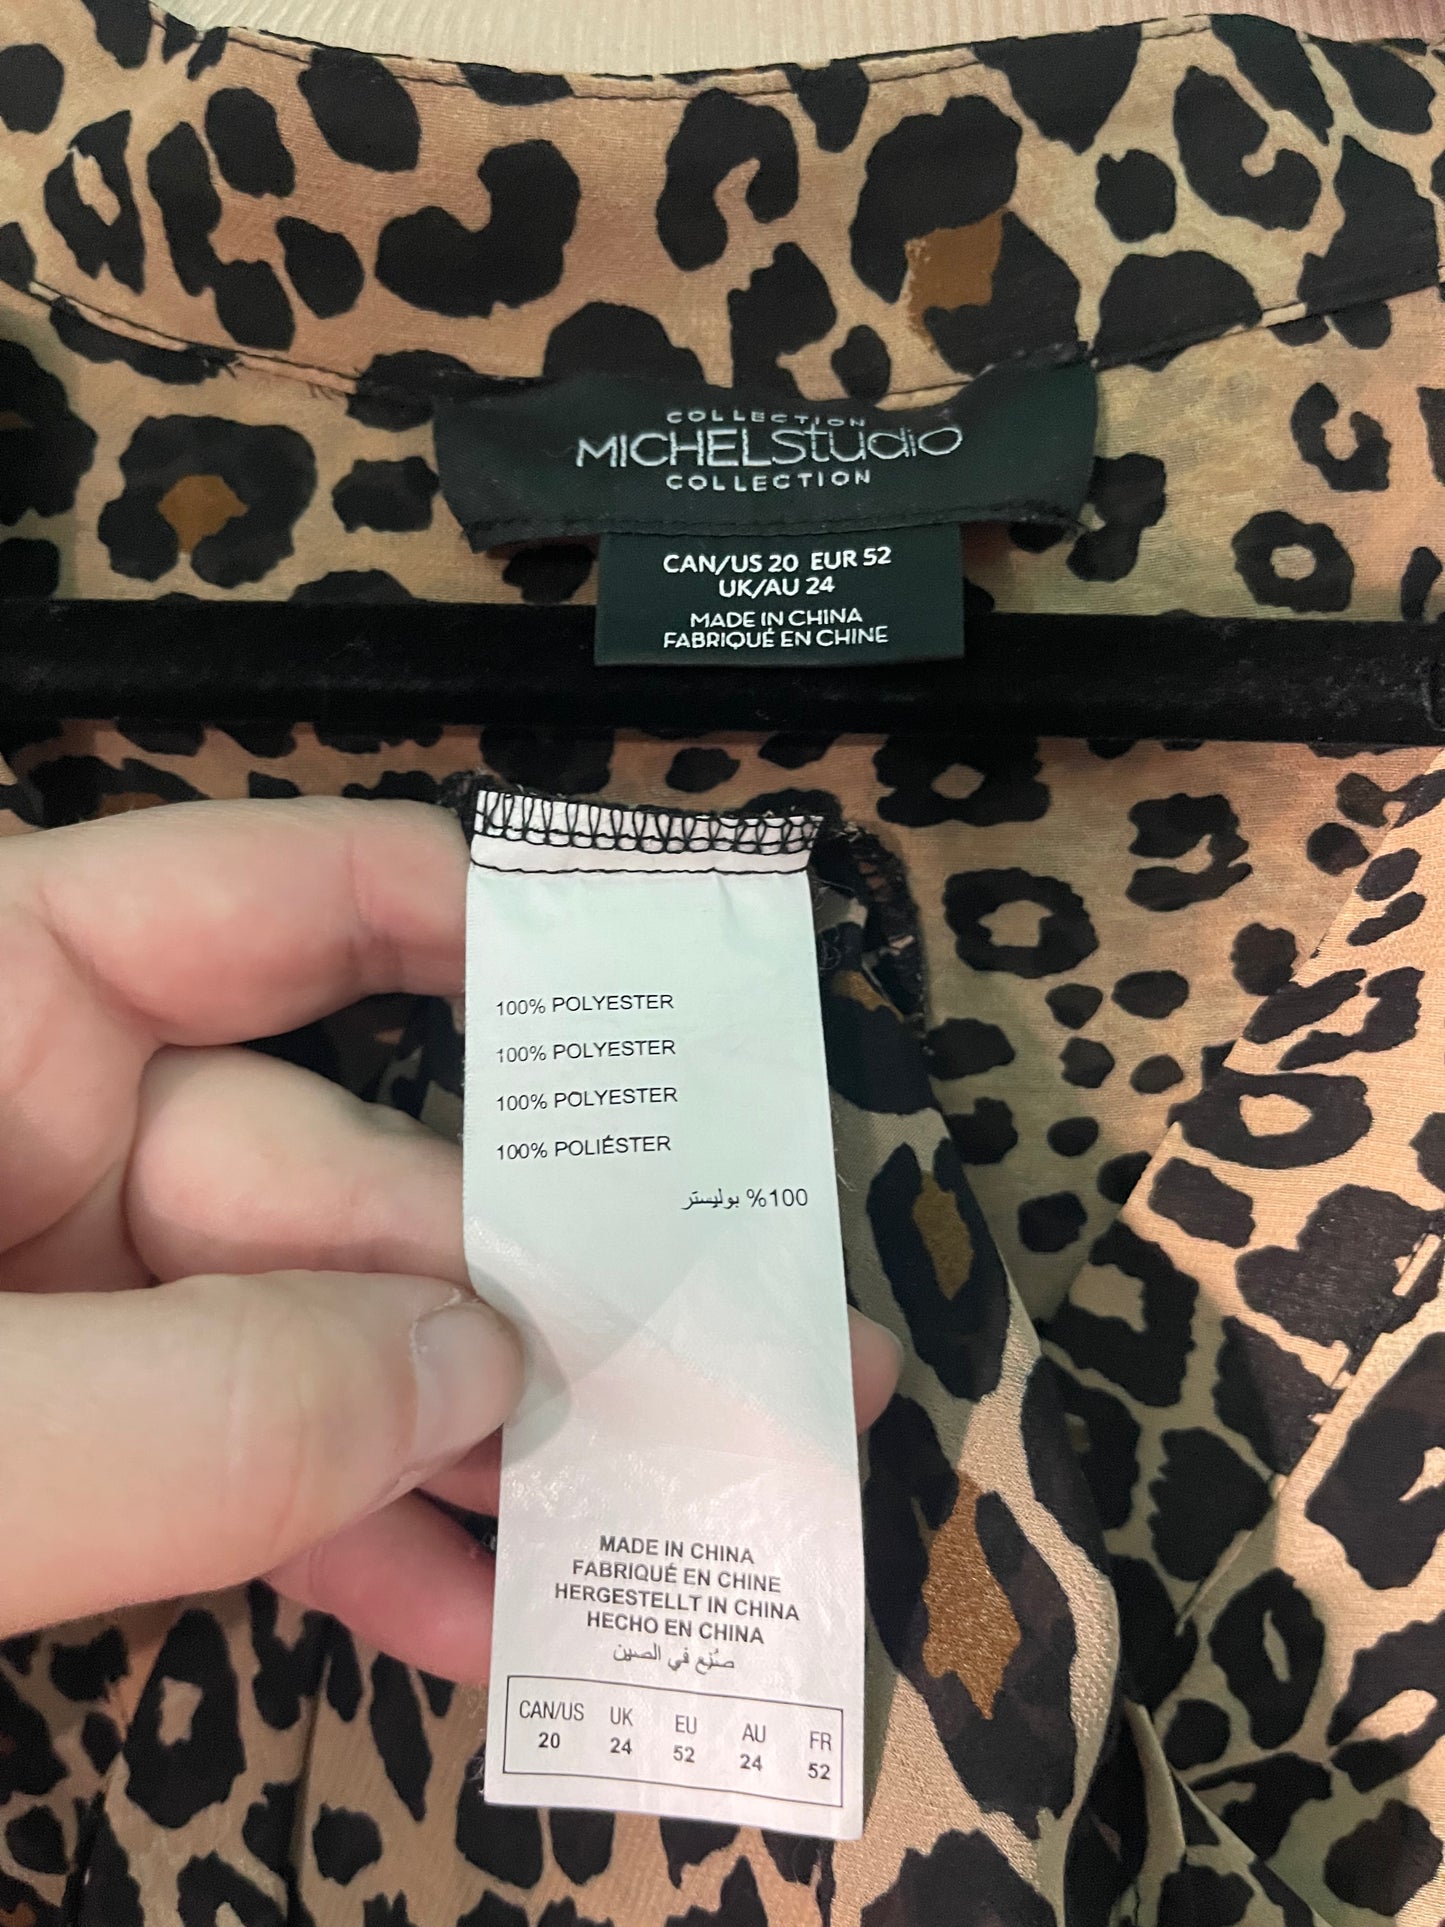 COLLECTION
MICHELStudio
COLLECTION
CAN/US 20 EUR 52
UK/AU 24
MADE IN CHINA
FABRIQUÉ EN CHINE
100% POLYESTER
100% POLYESTER
100% POLYESTER
100% POLIÉSTER
100% بوليستر
MADE IN CHINA
FABRIQUÉ EN CHINE
HERGESTELLT IN CHINA
HECHO EN CHINA
صُنِع في الصين
CAN/US UK EU AU FR
20 24 52 24 52